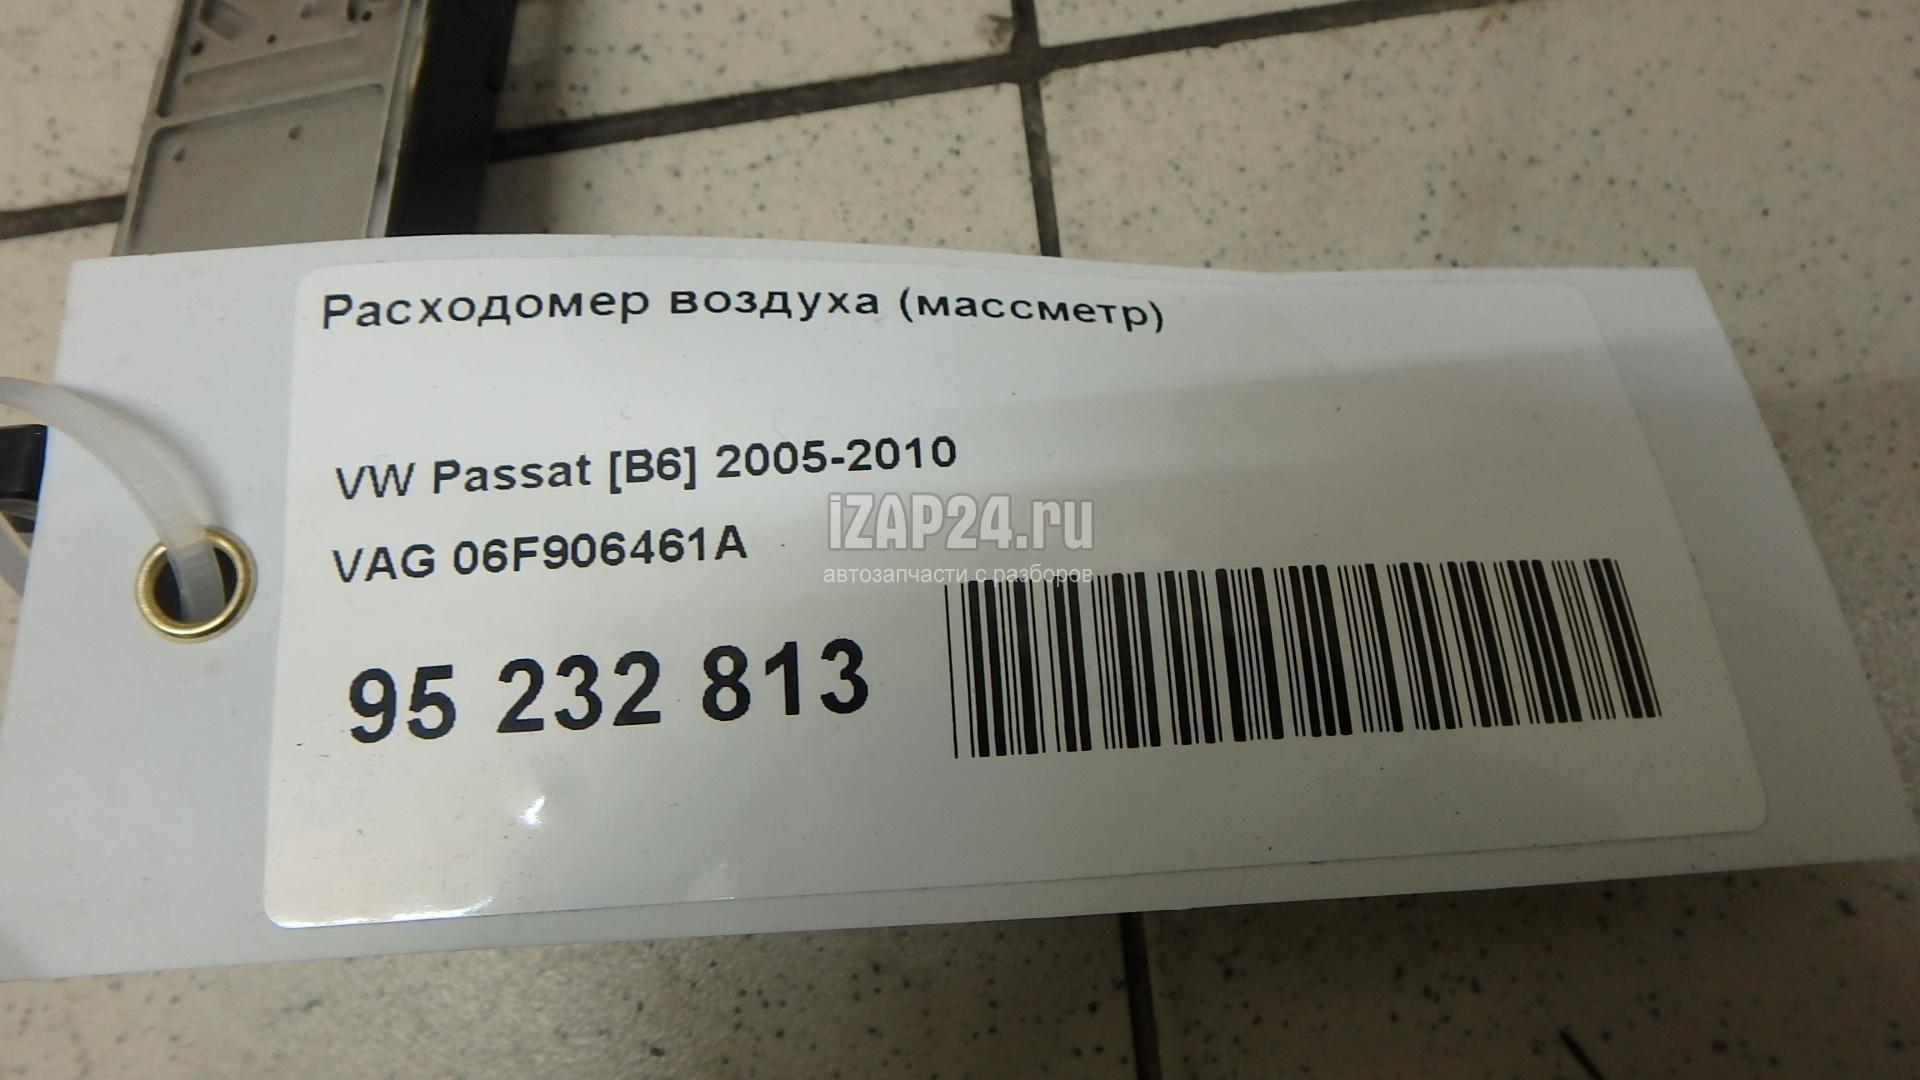 Расходомер воздуха (массметр)
VW Passat [B6] 2005-2010
iZAP24.ru
VAG 06F906461A
автозапчасти с разборов
95 232 813